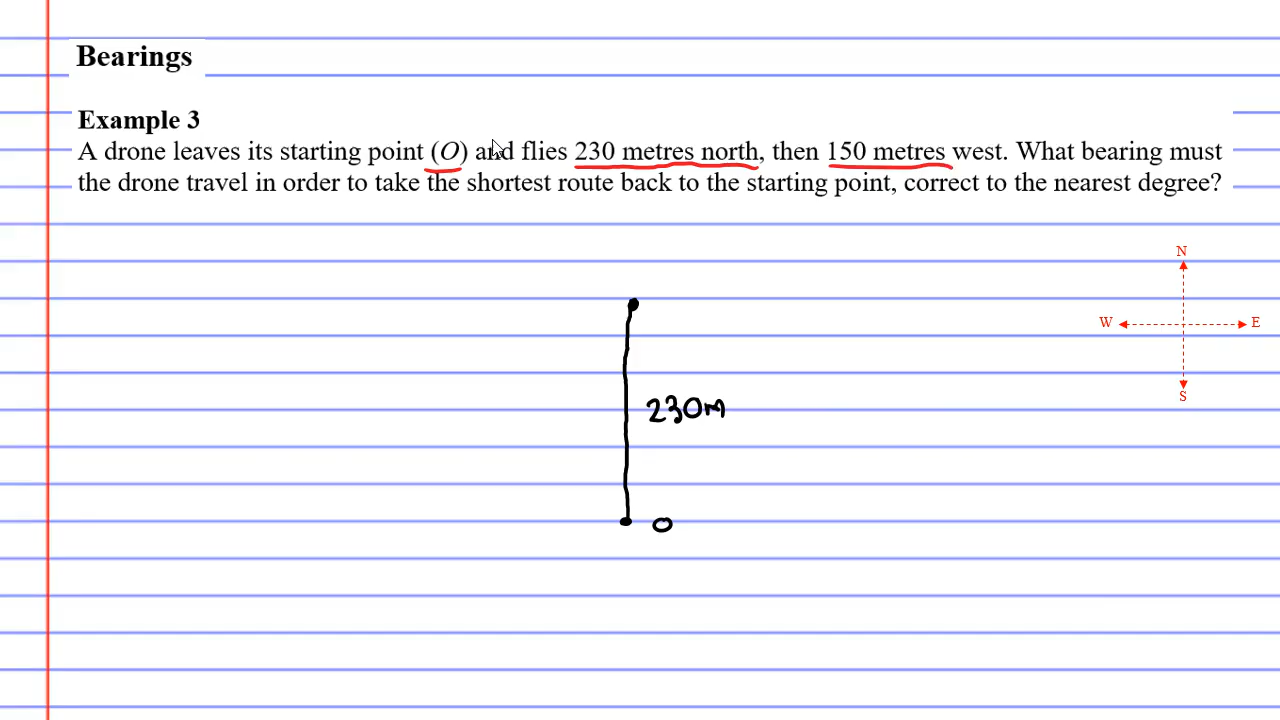 Bearings
Example 3
A drone leaves its starting point (O) and flies 230 metres north, then 150 metres west. What bearing must
the drone travel in order to take the shortest route back to the starting point, correct to the nearest degree?
N
W E
S
230m
O